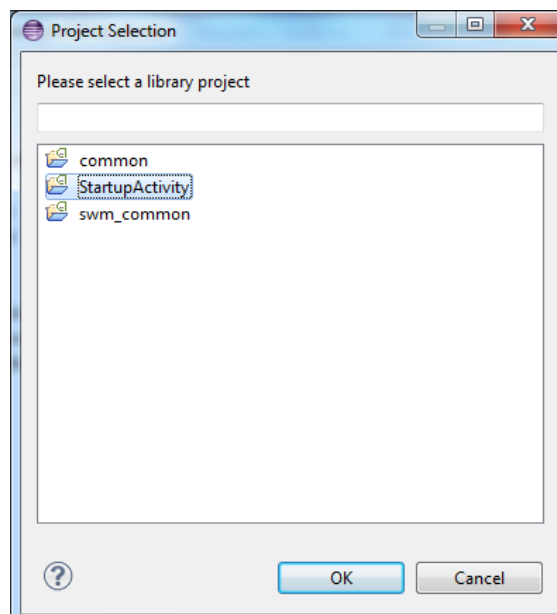 Project Selection
Please select a library project
common
StartupActivity
swm_common
?
OK
Cancel